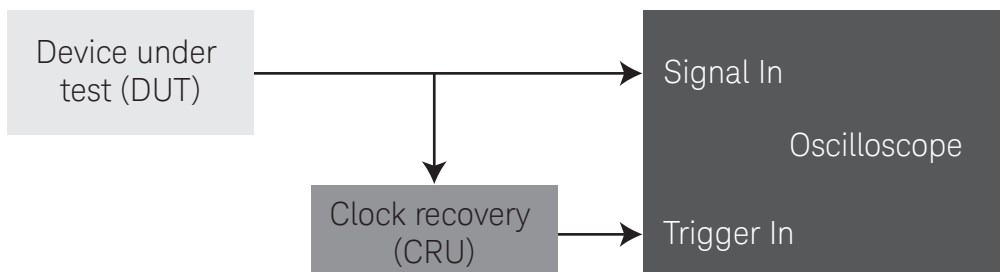 Device under
test (DUT)
Signal In
Oscilloscope
Clock recovery
(CRU)
Trigger In